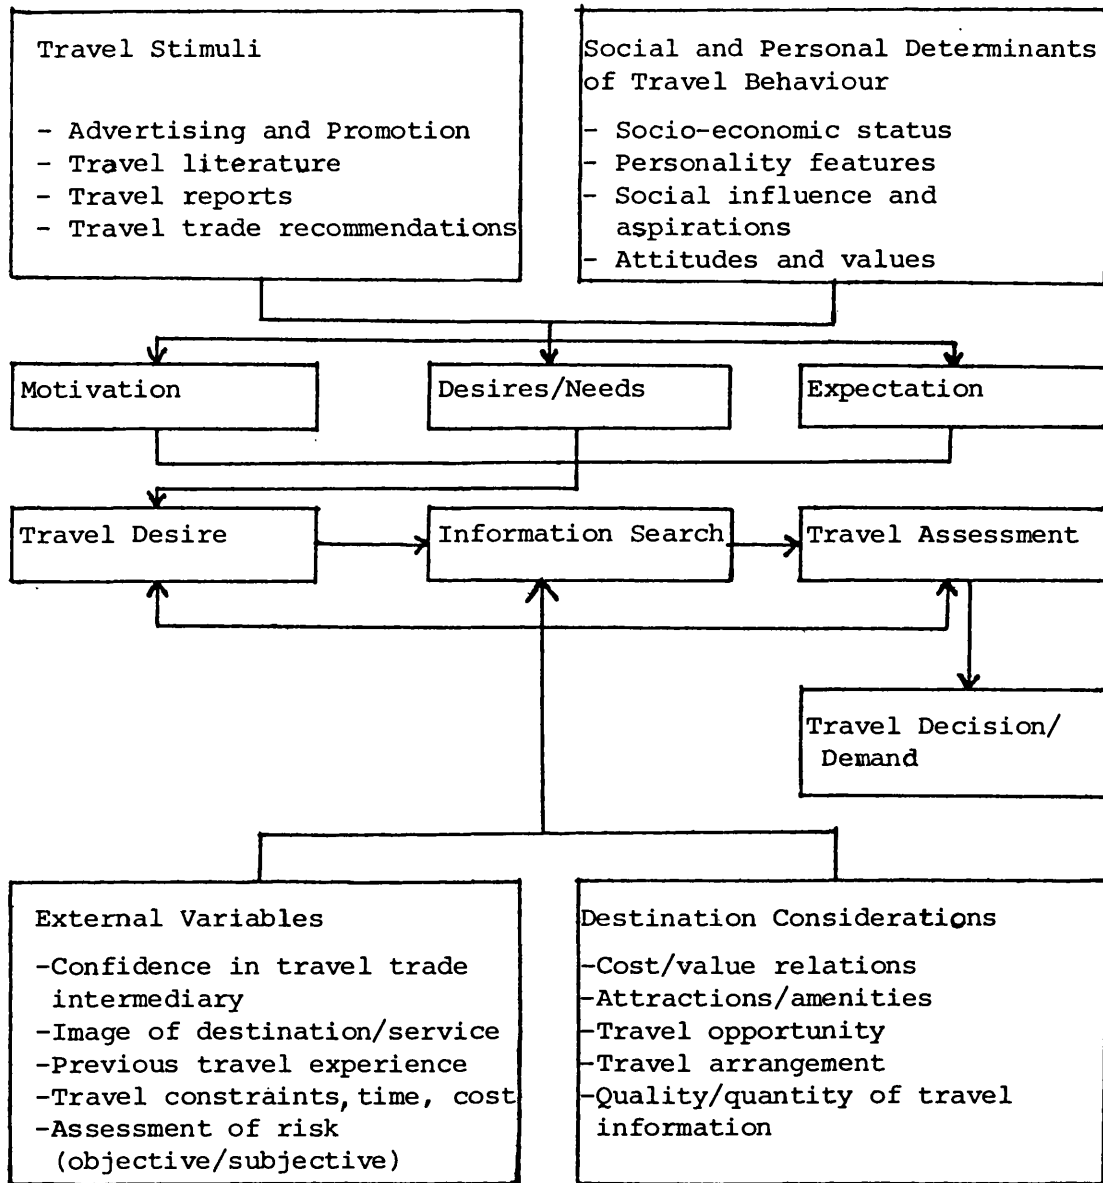 Travel Stimuli
- Advertising and Promotion
- Travel literature
- Travel reports
- Travel trade recommendations
Social and Personal Determinants
of Travel Behaviour
- Socio-economic status
- Personality features
- Social influence and
aspirations
- Attitudes and values
Motivation
Desires/Needs
Expectation
Travel Desire
Information Search
Travel Assessment
Travel Decision/
Demand
External Variables
-Confidence in travel trade
intermediary
-Image of destination/service
-Previous travel experience
-Travel constraints, time, cost
-Assessment of risk
(objective/subjective)
Destination Considerations
-Cost/value relations
-Attractions/amenities
-Travel opportunity
-Travel arrangement
-Quality/quantity of travel
information